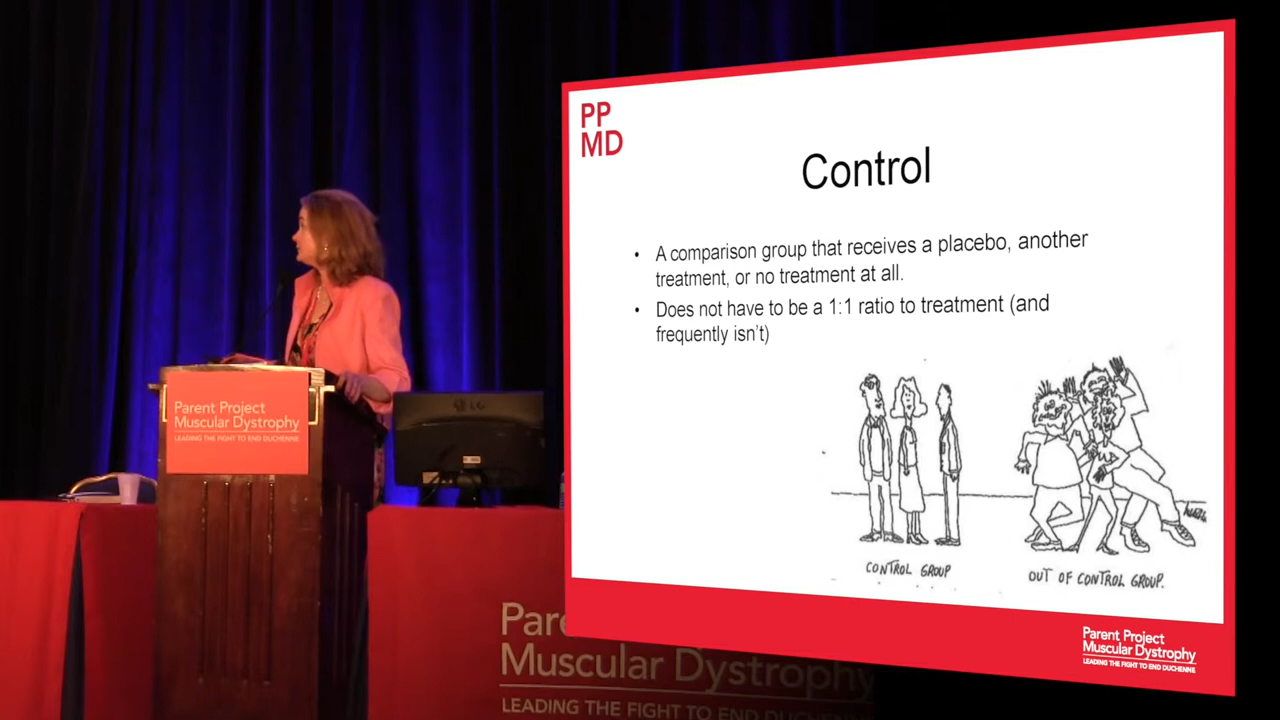 PP
MD
Control
• A comparison group that receives a placebo, another
treatment, or no treatment at all.
• Does not have to be a 1:1 ratio to treatment (and
frequently isn't)
CONTROL GROUP
OUT OF CONTROL GROUP.
Parent Project
Muscular Dystrophy
LEADING THE FIGHT TO END DUCHENNE
Parent Project
Muscular Dystrophy
LEADING THE FIGHT TO END DUCHENNE
LG
Muscular Dystrophy
LEADING THE FIGHT TO END DUCHENNE